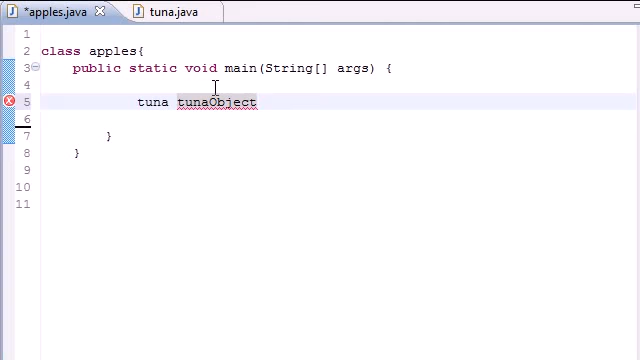 *apples.java tuna.java
1
2 class apples{
3 public static void main(String[] args) {
4
5 tuna tunaObject
6
7 }
8 }
9
10
11